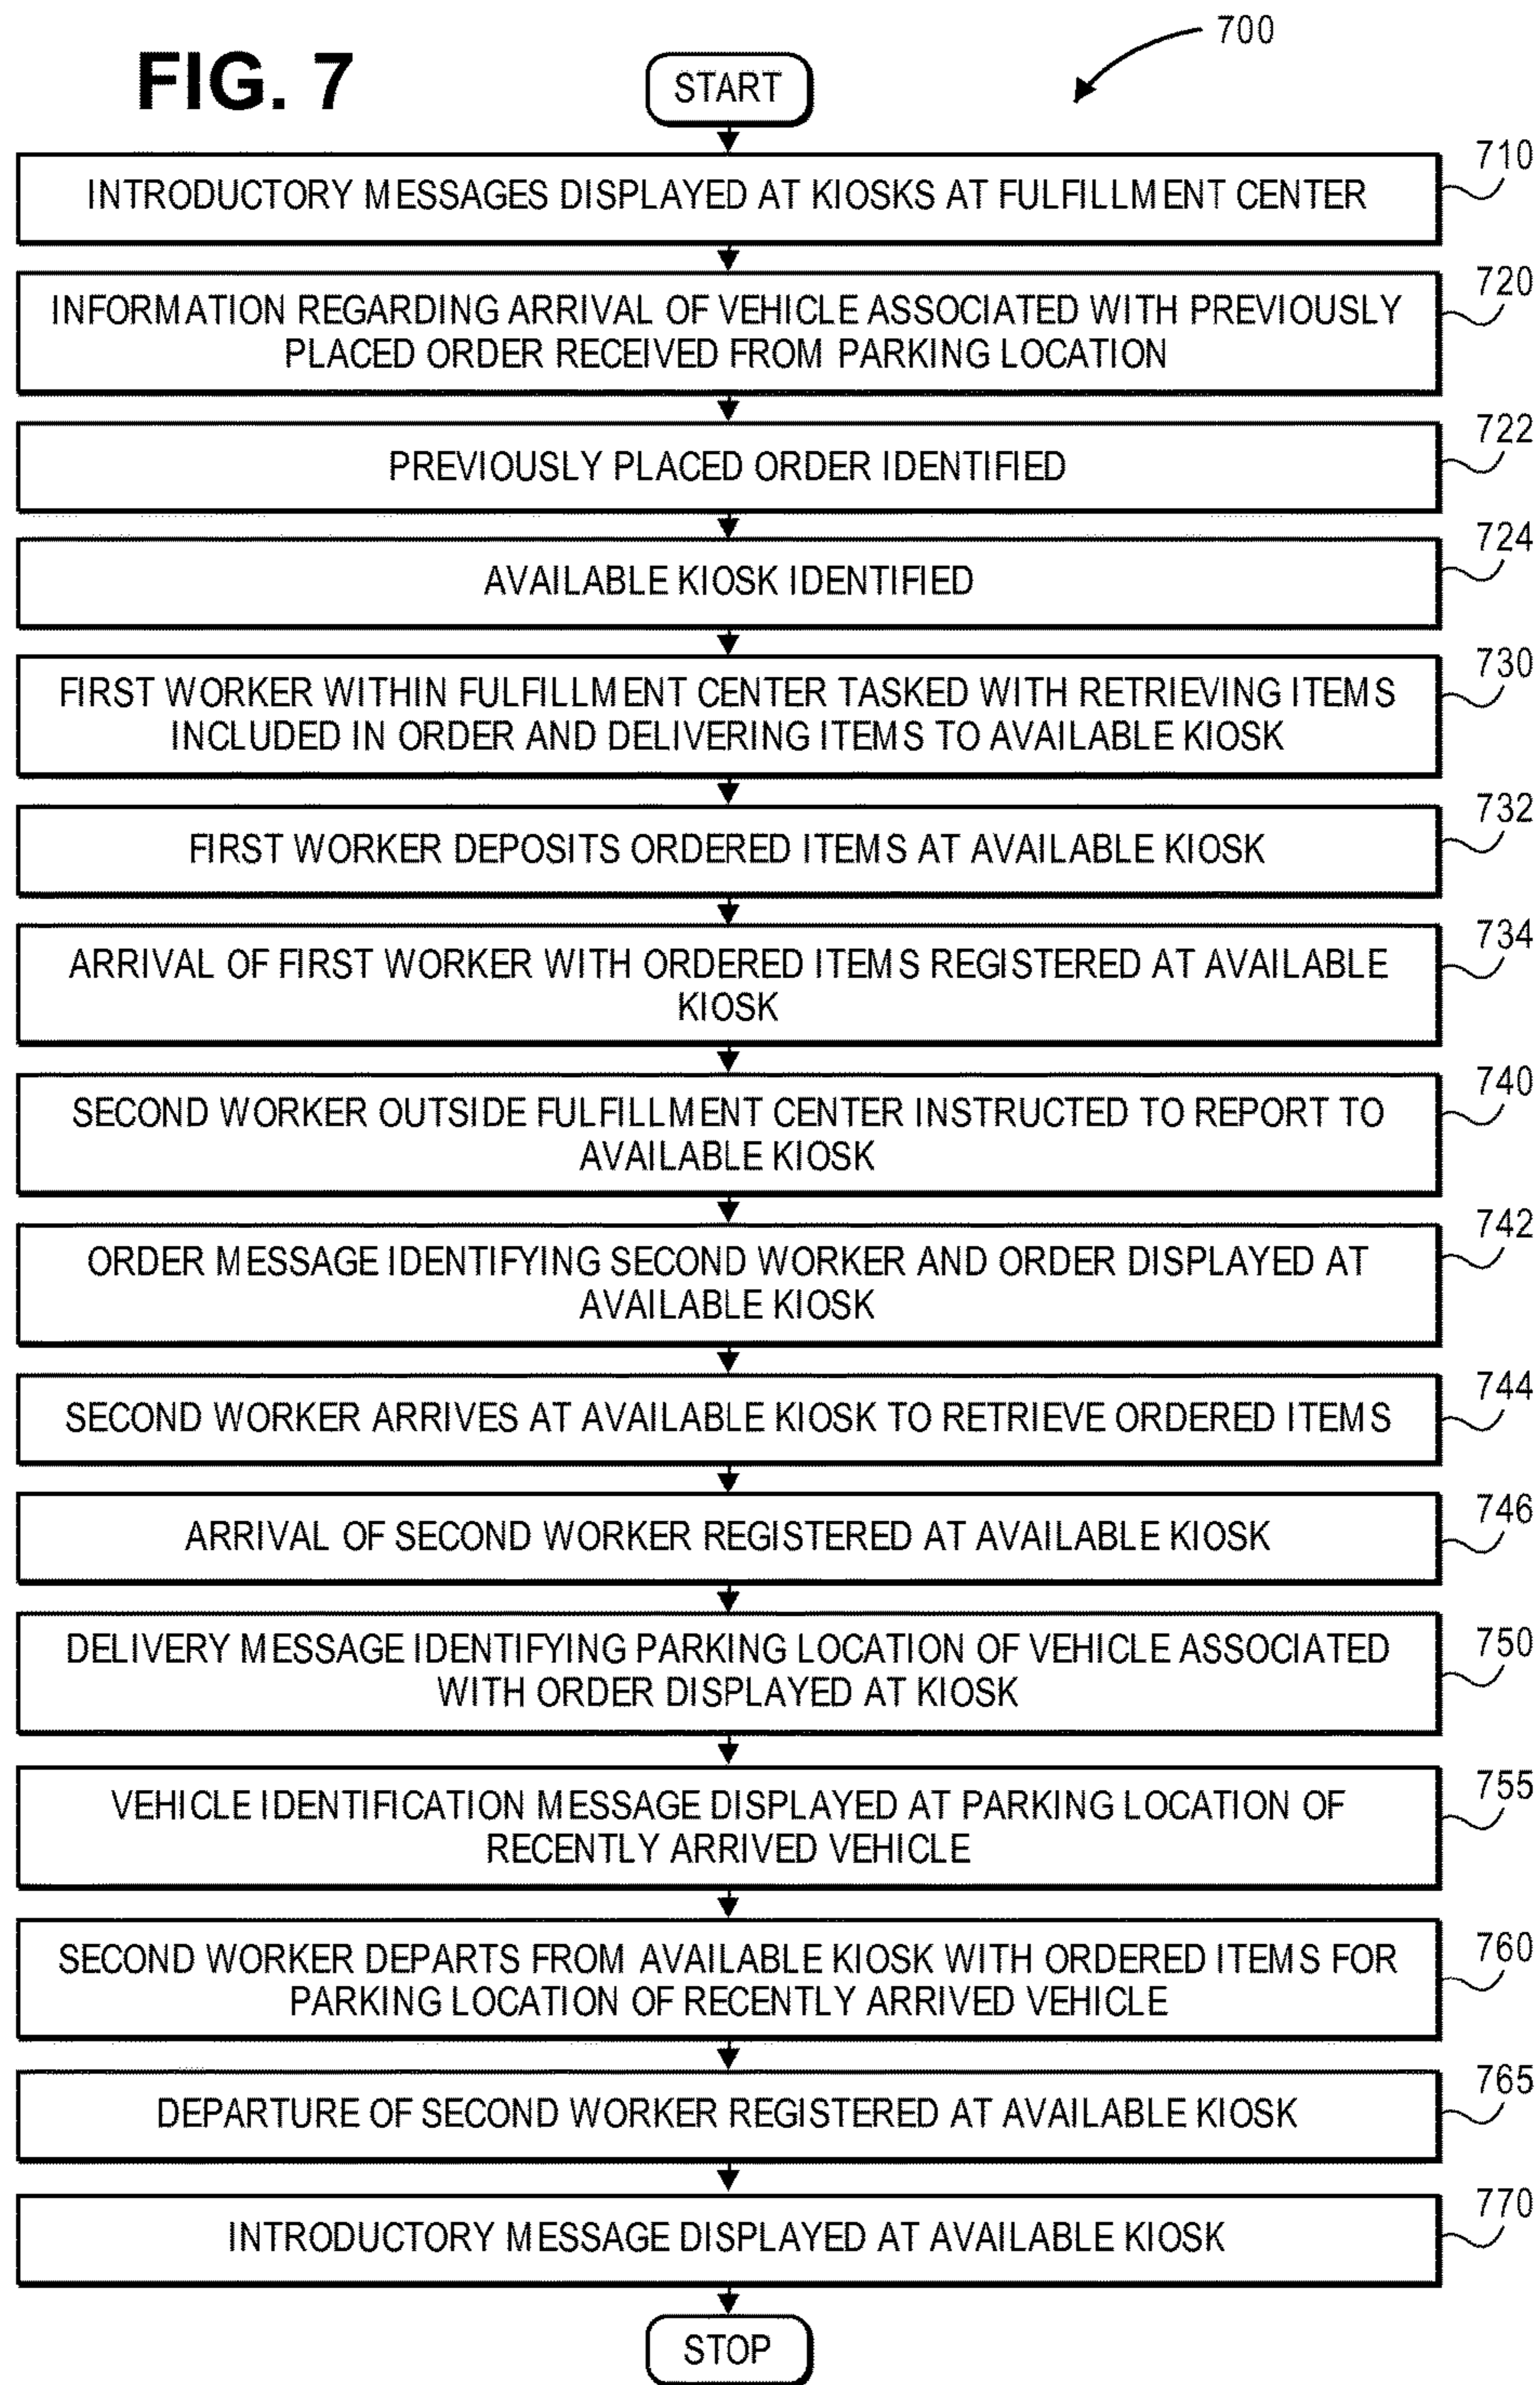 FIG. 7
START
700
INTRODUCTORY MESSAGES DISPLAYED AT KIOSKS AT FULFILLMENT CENTER
710
INFORMATION REGARDING ARRIVAL OF VEHICLE ASSOCIATED WITH PREVIOUSLY
PLACED ORDER RECEIVED FROM PARKING LOCATION
720
PREVIOUSLY PLACED ORDER IDENTIFIED
722
AVAILABLE KIOSK IDENTIFIED
724
FIRST WORKER WITHIN FULFILLMENT CENTER TASKED WITH RETRIEVING ITEMS
INCLUDED IN ORDER AND DELIVERING ITEMS TO AVAILABLE KIOSK
730
FIRST WORKER DEPOSITS ORDERED ITEMS AT AVAILABLE KIOSK
732
ARRIVAL OF FIRST WORKER WITH ORDERED ITEMS REGISTERED AT AVAILABLE
KIOSK
734
SECOND WORKER OUTSIDE FULFILLMENT CENTER INSTRUCTED TO REPORT TO
AVAILABLE KIOSK
740
ORDER MESSAGE IDENTIFYING SECOND WORKER AND ORDER DISPLAYED AT
AVAILABLE KIOSK
742
SECOND WORKER ARRIVES AT AVAILABLE KIOSK TO RETRIEVE ORDERED ITEMS
744
ARRIVAL OF SECOND WORKER REGISTERED AT AVAILABLE KIOSK
746
DELIVERY MESSAGE IDENTIFYING PARKING LOCATION OF VEHICLE ASSOCIATED
WITH ORDER DISPLAYED AT KIOSK
750
VEHICLE IDENTIFICATION MESSAGE DISPLAYED AT PARKING LOCATION OF
RECENTLY ARRIVED VEHICLE
755
SECOND WORKER DEPARTS FROM AVAILABLE KIOSK WITH ORDERED ITEMS FOR
PARKING LOCATION OF RECENTLY ARRIVED VEHICLE
760
DEPARTURE OF SECOND WORKER REGISTERED AT AVAILABLE KIOSK
765
INTRODUCTORY MESSAGE DISPLAYED AT AVAILABLE KIOSK
770
STOP